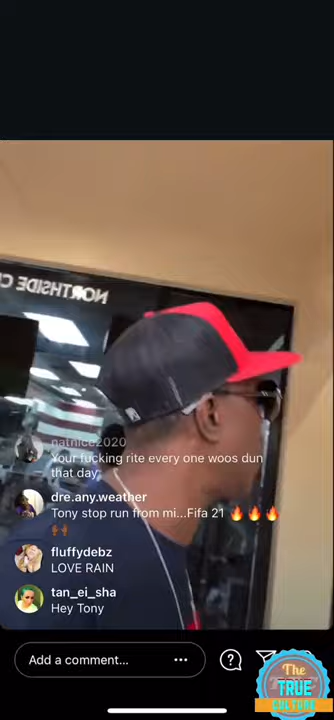 NORTHSIDE C
natnice2020
Your fucking rite every one woos dun
that day
dre.any.weather
Tony stop run from mi...Fifa 21 🔥🔥🔥
🙌🏾
fluffydebz
LOVE RAIN
tan_ei_sha
Hey Tony
Add a comment...
The
TRUE
CULTURE